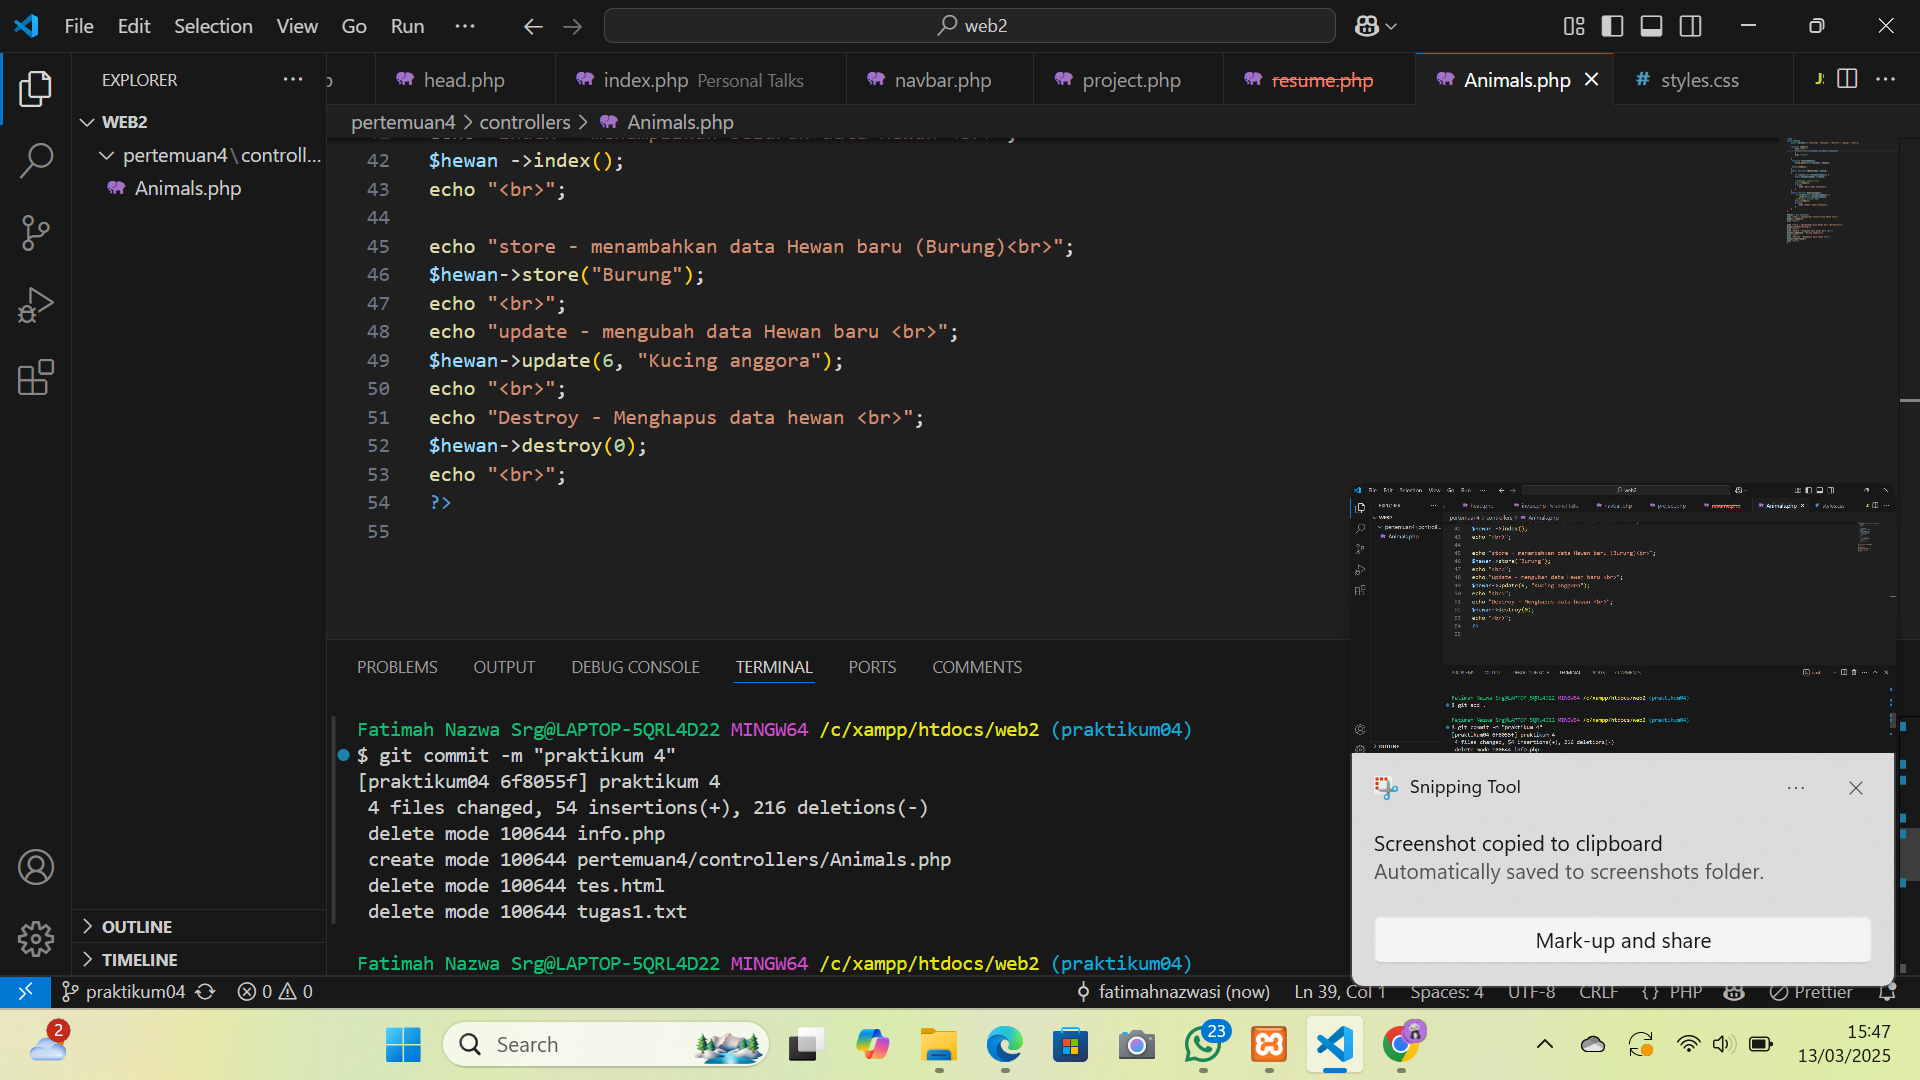 File Edit Selection View Go Run ··· web2
EXPLORER ···
head.php index.php Personal Talks navbar.php project.php resume.php Animals.php # styles.css ···
WEB2
pertemuan4\controll...
Animals.php
pertemuan4 > controllers > Animals.php
42 $hewan ->index();
43 echo "<br>";
44
45 echo "store - menambahkan data Hewan baru (Burung)<br>";
46 $hewan->store("Burung");
47 echo "<br>";
48 echo "update - mengubah data Hewan baru <br>";
49 $hewan->update(6, "Kucing anggora");
50 echo "<br>";
51 echo "Destroy - Menghapus data hewan <br>";
52 $hewan->destroy(0);
53 echo "<br>";
54 ?>
55
PROBLEMS OUTPUT DEBUG CONSOLE TERMINAL PORTS COMMENTS
Fatimah Nazwa Srg@LAPTOP-5QRL4D22 MINGW64 /c/xampp/htdocs/web2 (praktikum04)
$ git commit -m "praktikum 4"
[praktikum04 6f8055f] praktikum 4
4 files changed, 54 insertions(+), 216 deletions(-)
delete mode 100644 info.php
create mode 100644 pertemuan4/controllers/Animals.php
delete mode 100644 tes.html
delete mode 100644 tugas1.txt
Fatimah Nazwa Srg@LAPTOP-5QRL4D22 MINGW64 /c/xampp/htdocs/web2 (praktikum04)
OUTLINE
TIMELINE
Snipping Tool ···
Screenshot copied to clipboard
Automatically saved to screenshots folder.
Mark-up and share
praktikum04 0 0 fatimahnazwasi (now) Ln 39, Col 1 Spaces: 4 UTF-8 CRLF {} PHP Prettier
2 Search 23
15:47
13/03/2025